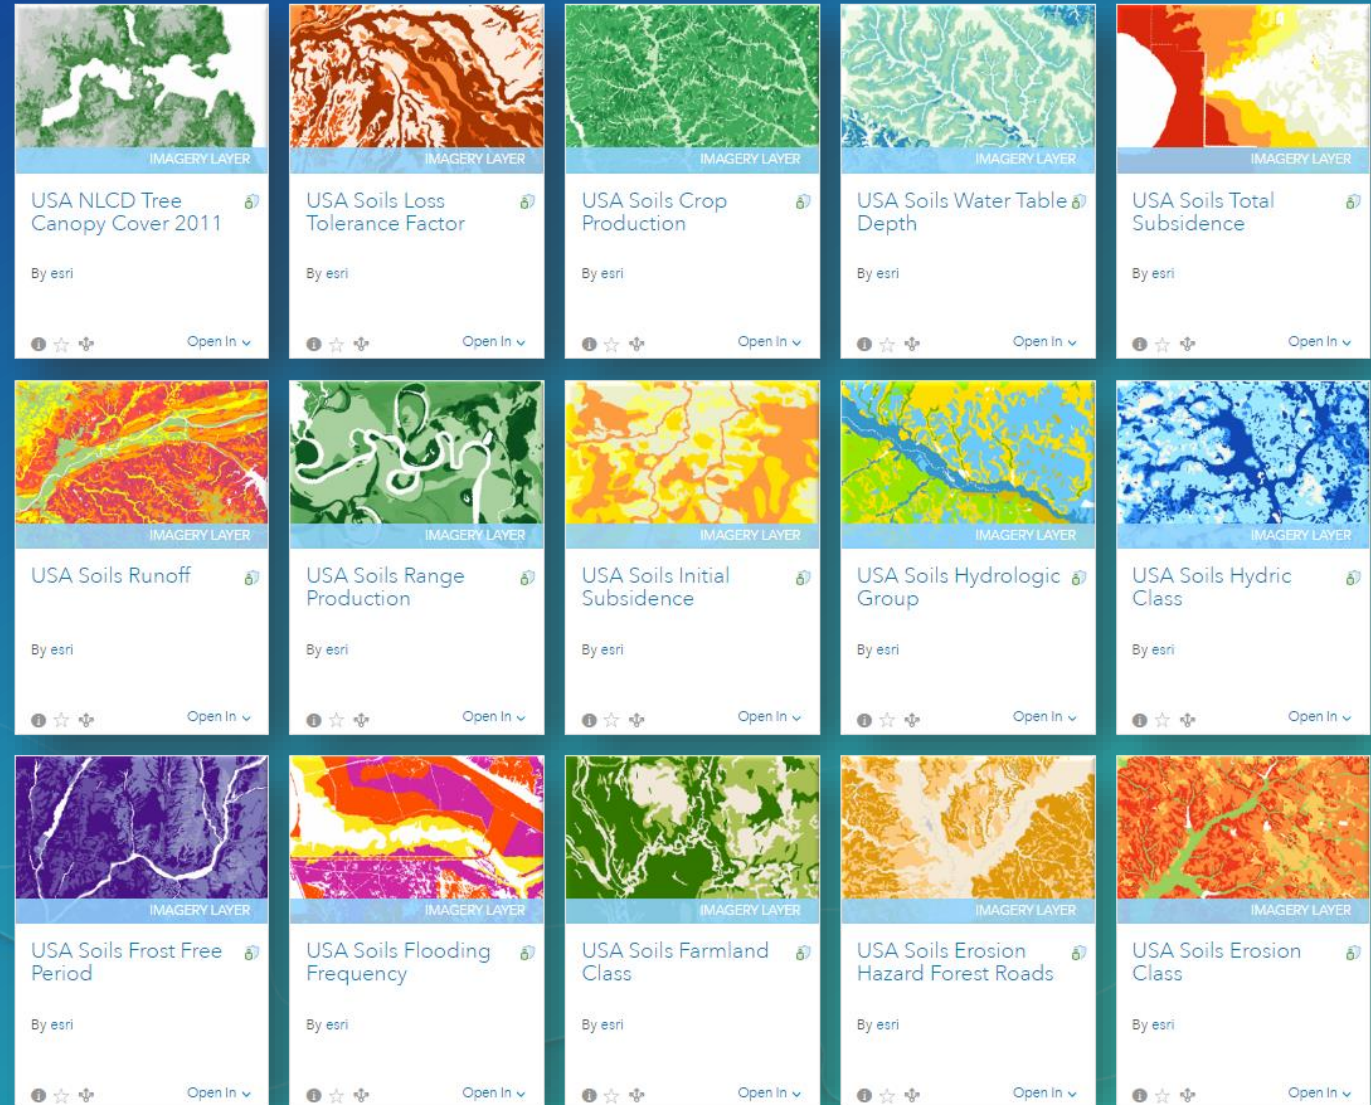 IMAGERY LAYER
USA NLCD Tree
Canopy Cover 2011
By esri
Open In
IMAGERY LAYER
USA Soils Loss
Tolerance Factor
By esri
Open In
IMAGERY LAYER
USA Soils Crop
Production
By esri
Open In
IMAGERY LAYER
USA Soils Water Table
Depth
By esri
Open In
IMAGERY LAYER
USA Soils Total
Subsidence
By esri
Open In
IMAGERY LAYER
USA Soils Runoff
By esri
Open In
IMAGERY LAYER
USA Soils Range
Production
By esri
Open In
IMAGERY LAYER
USA Soils Initial
Subsidence
By esri
Open In
IMAGERY LAYER
USA Soils Hydrologic
Group
By esri
Open In
IMAGERY LAYER
USA Soils Hydric
Class
By esri
Open In
IMAGERY LAYER
USA Soils Frost Free
Period
By esri
Open In
IMAGERY LAYER
USA Soils Flooding
Frequency
By esri
Open In
IMAGERY LAYER
USA Soils Farmland
Class
By esri
Open In
IMAGERY LAYER
USA Soils Erosion
Hazard Forest Roads
By esri
Open In
IMAGERY LAYER
USA Soils Erosion
Class
By esri
Open In